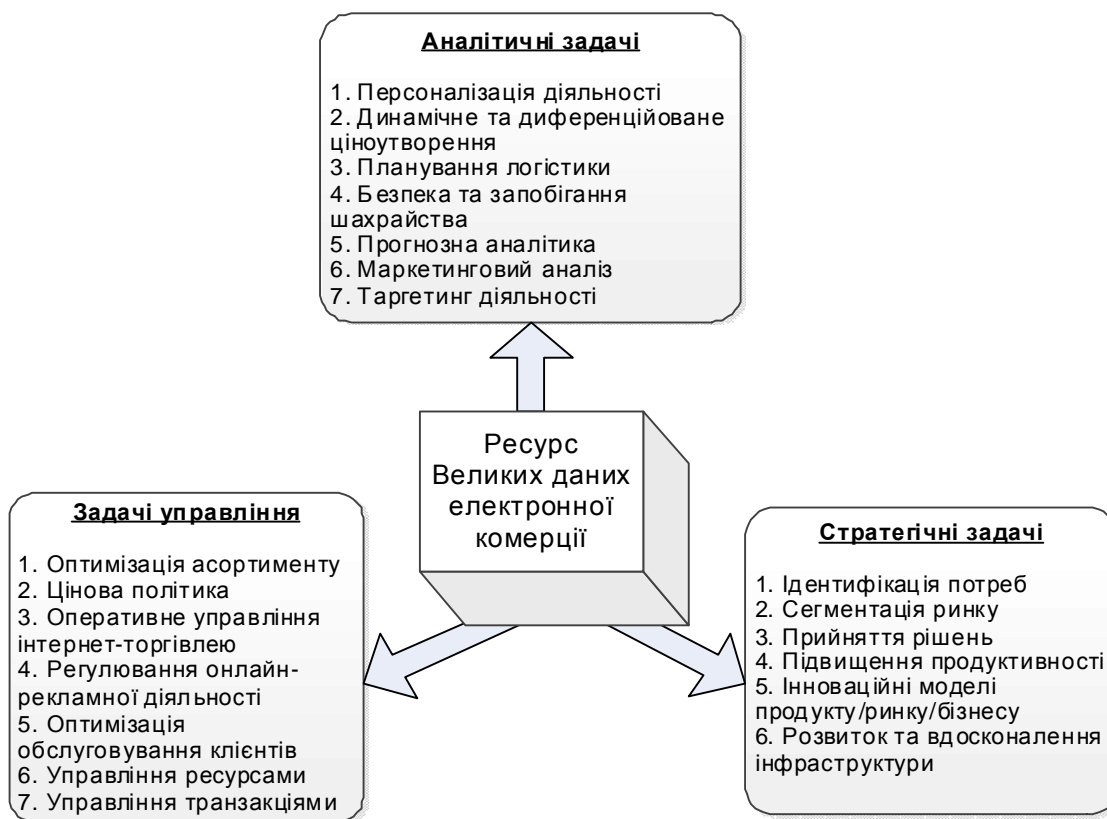 Аналітичні задачі
1. Персоналізація діяльності
2. Динамічне та диференційоване
ціноутворення
3. Планування логістики
4. Безпека та запобігання
шахрайства
5. Прогнозна аналітика
6. Маркетинговий аналіз
7. Таргетинг діяльності
Ресурс
Великих даних
електронної
комерції
Задачі управління
1. Оптимізація асортименту
2. Цінова політика
3. Оперативне управління
інтернет-торгівлею
4. Регулювання онлайн-
рекламної діяльності
5. Оптимізація
обслуговування клієнтів
6. Управління ресурсами
7. Управління транзакціями
Стратегічні задачі
1. Ідентифікація потреб
2. Сегментація ринку
3. Прийняття рішень
4. Підвищення продуктивності
5. Інноваційні моделі
продукту/ринку/бізнесу
6. Розвиток та вдосконалення
інфраструктури